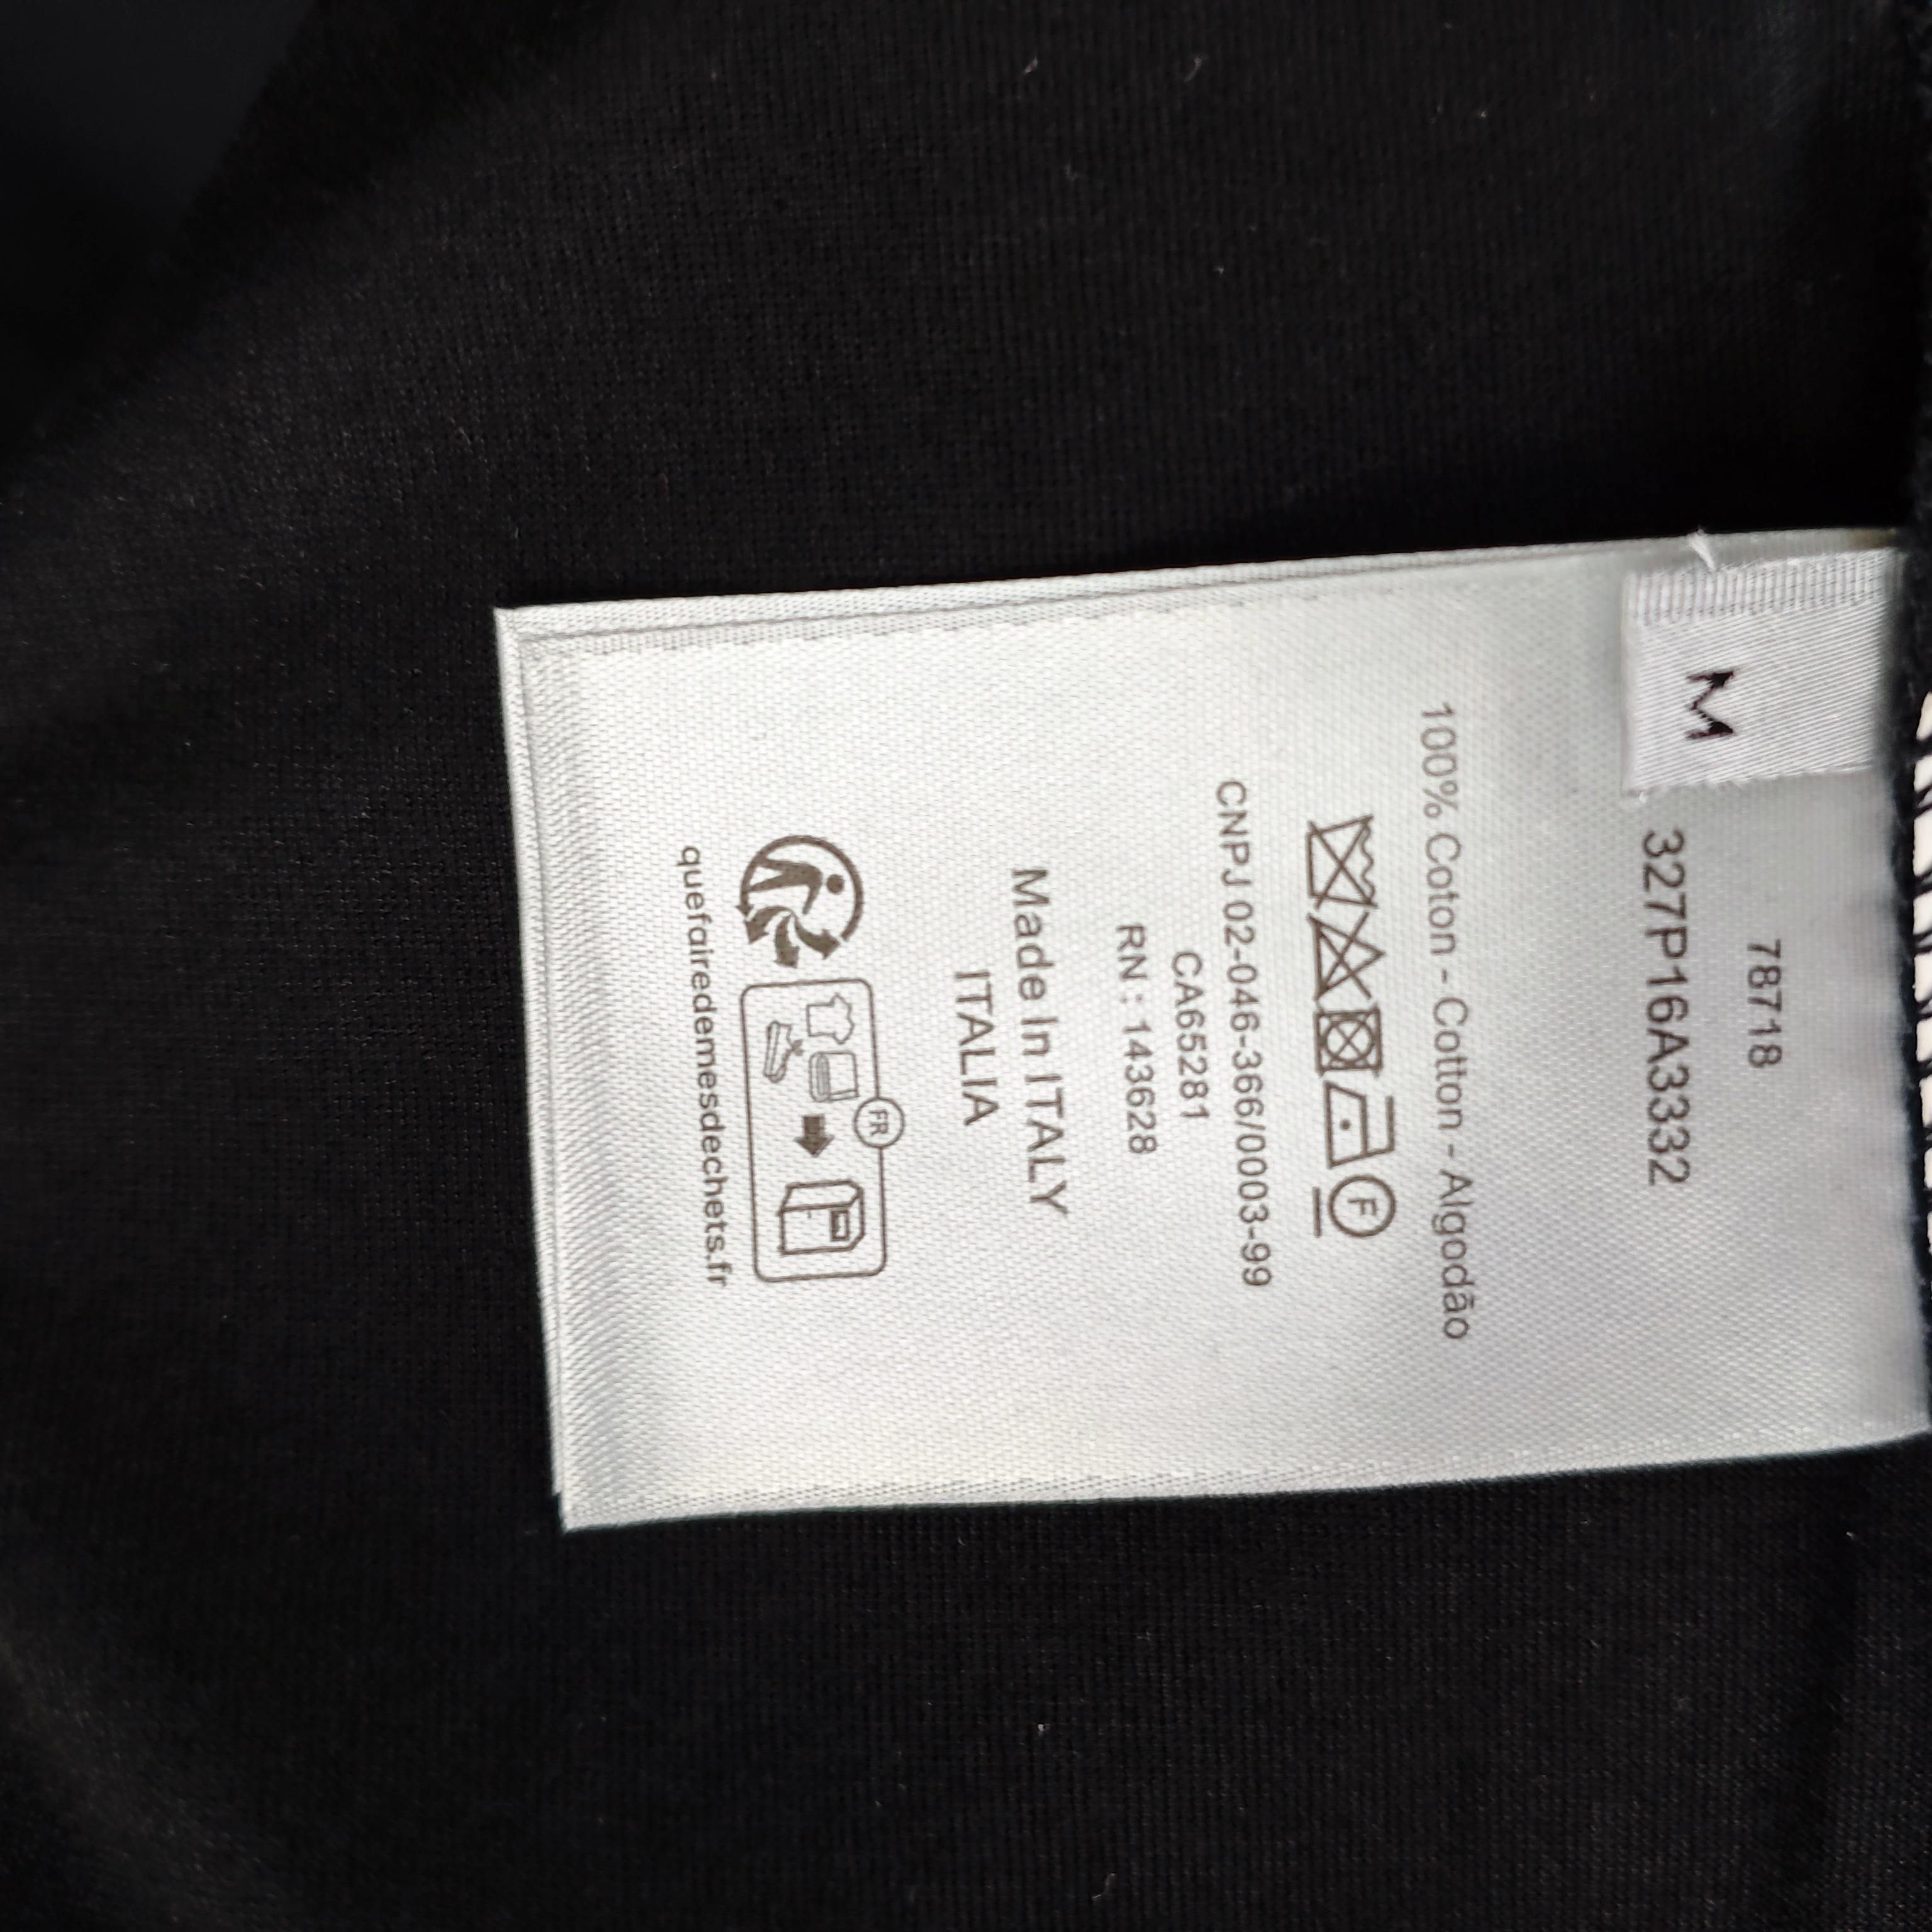 M
78718
327P16A3332
100% Coton - Cotton - Algodão
F
CNPJ 02-046-366/0003-99
CA65281
RN : 143628
Made In ITALY
ITALIA
FR
quefairedemesdechets.fr